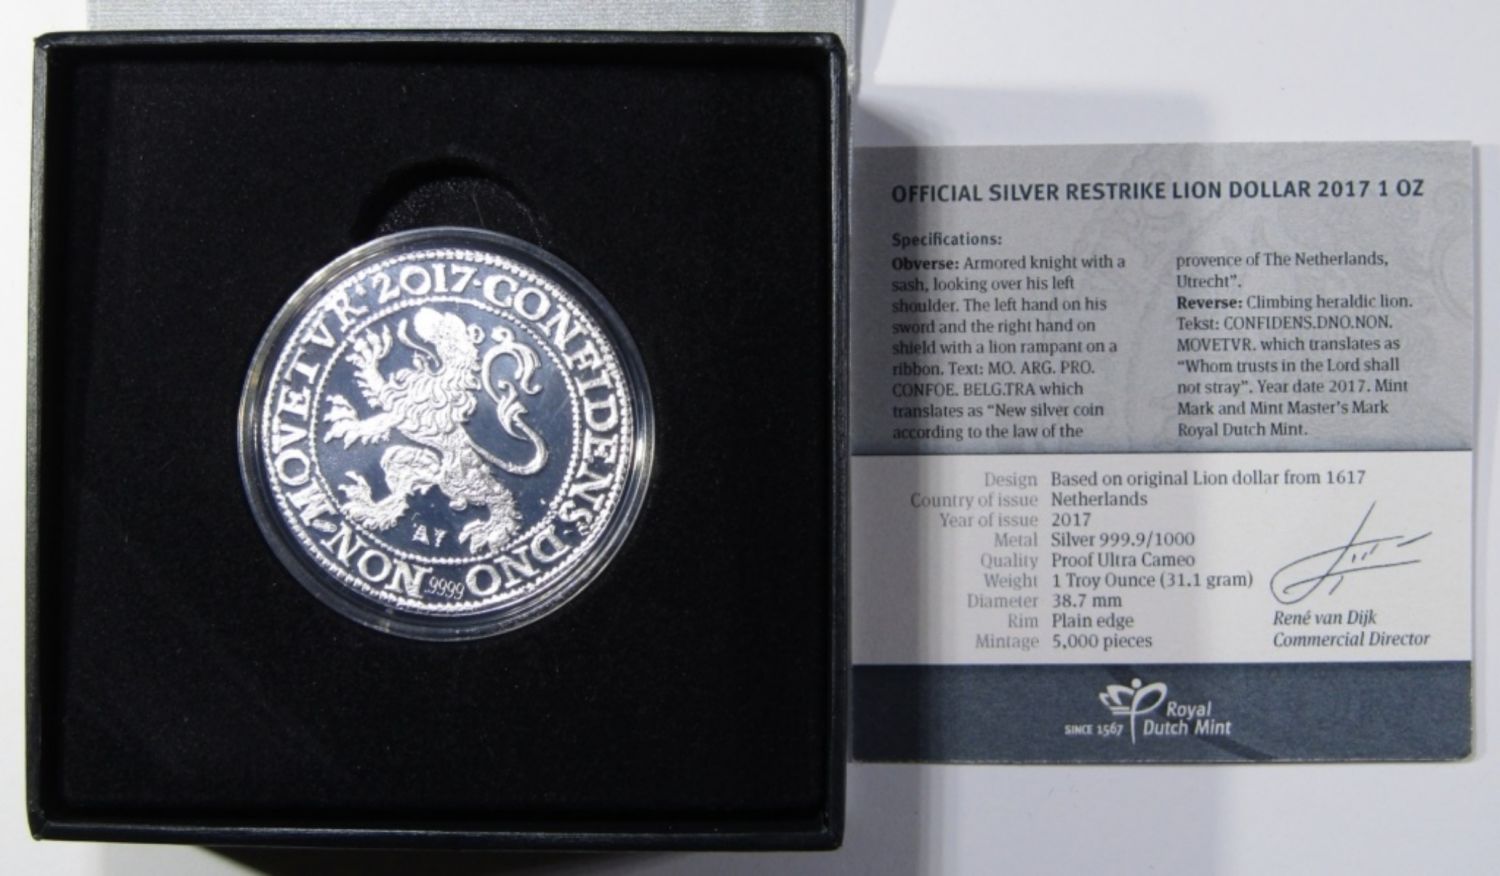 2017·CONFIDENS·DNO
.9999
NON·MOVETVR·
OFFICIAL SILVER RESTRIKE LION DOLLAR 2017 1 OZ
Specifications:
Obverse: Armored knight with a
sash, looking over his left
shoulder. The left hand on his
sword and the right hand on
shield with a lion rampant on a
ribbon. Text: MO. ARG. PRO.
CONFOE. BELG.TRA which
translates as “New silver coin
according to the law of the
provence of The Netherlands,
Utrecht”.
Reverse: Climbing heraldic lion.
Tekst: CONFIDENS.DNO.NON.
MOVETVR. which translates as
“Whom trusts in the Lord shall
not stray”. Year date 2017. Mint
Mark and Mint Master’s Mark
Royal Dutch Mint.
Design Based on original Lion dollar from 1617
Country of issue Netherlands
Year of issue 2017
Metal Silver 999.9/1000
Quality Proof Ultra Cameo
Weight 1 Troy Ounce (31.1 gram)
Diameter 38.7 mm
Rim Plain edge
Mintage 5,000 pieces
René van Dijk
Commercial Director
Royal
SINCE 1567 Dutch Mint